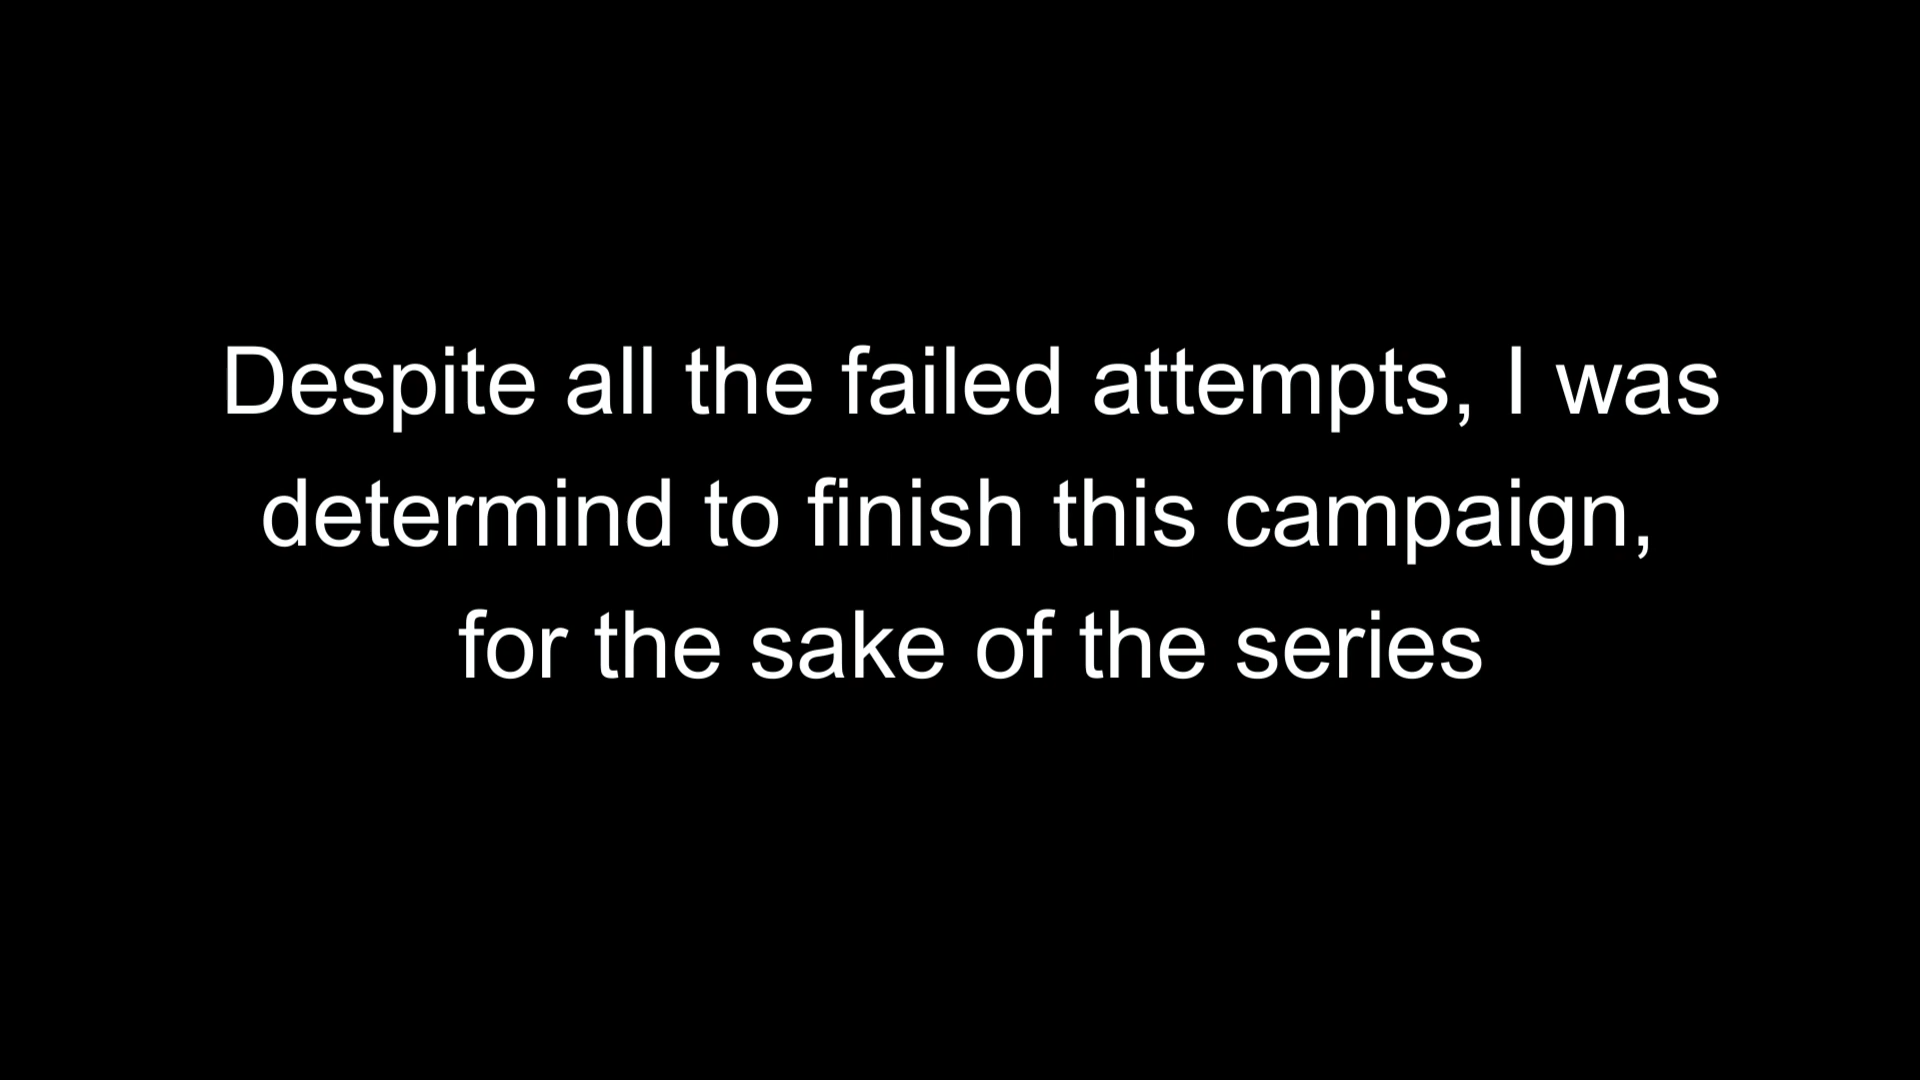 Despite all the failed attempts, I was
determind to finish this campaign,
for the sake of the series